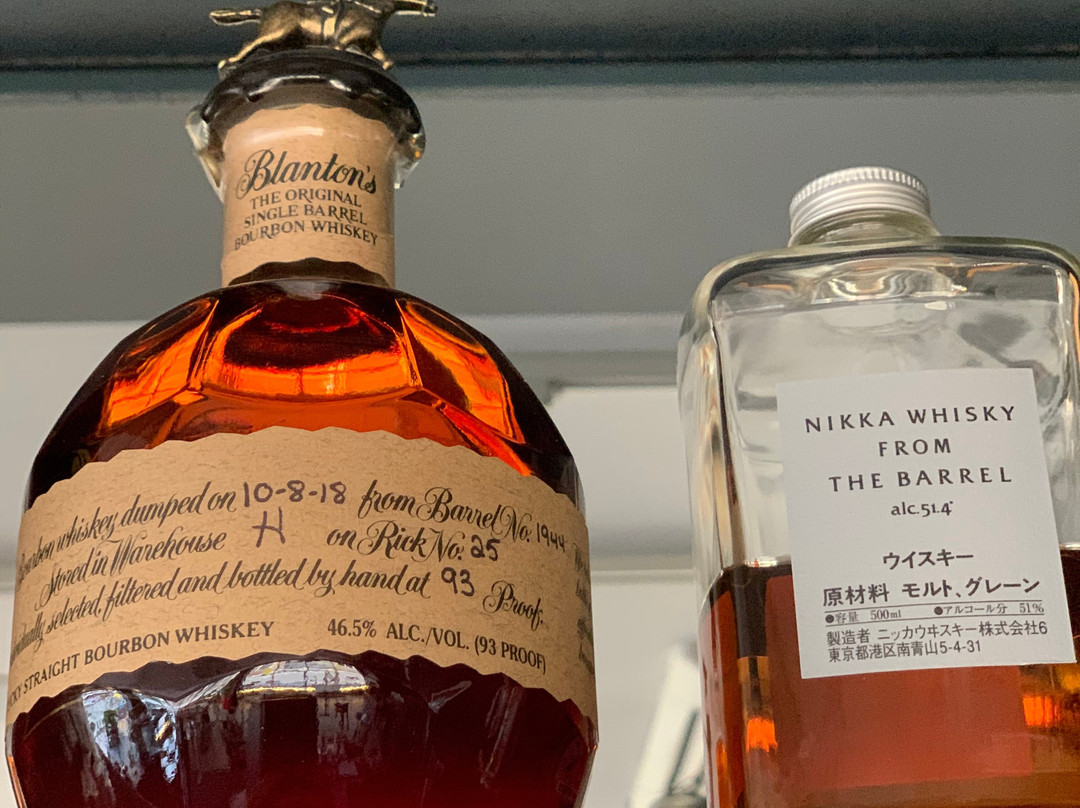 Blanton's
THE ORIGINAL
SINGLE BARREL
BOURBON WHISKEY
Bourbon whiskey dumped on 10-8-18 from Barrel No. 1944
Stored in Warehouse H on Rick No. 25
selected, filtered and bottled by hand at 93 Proof.
STRAIGHT BOURBON WHISKEY 46.5% ALC./VOL. (93 PROOF)
NIKKA WHISKY
FROM
THE BARREL
alc.51.4°
ウイスキー
原材料 モルト、グレーン
●容量 500ml ●アルコール分 51%
製造者 ニッカウヰスキー株式会社6
東京都港区南青山5-4-31